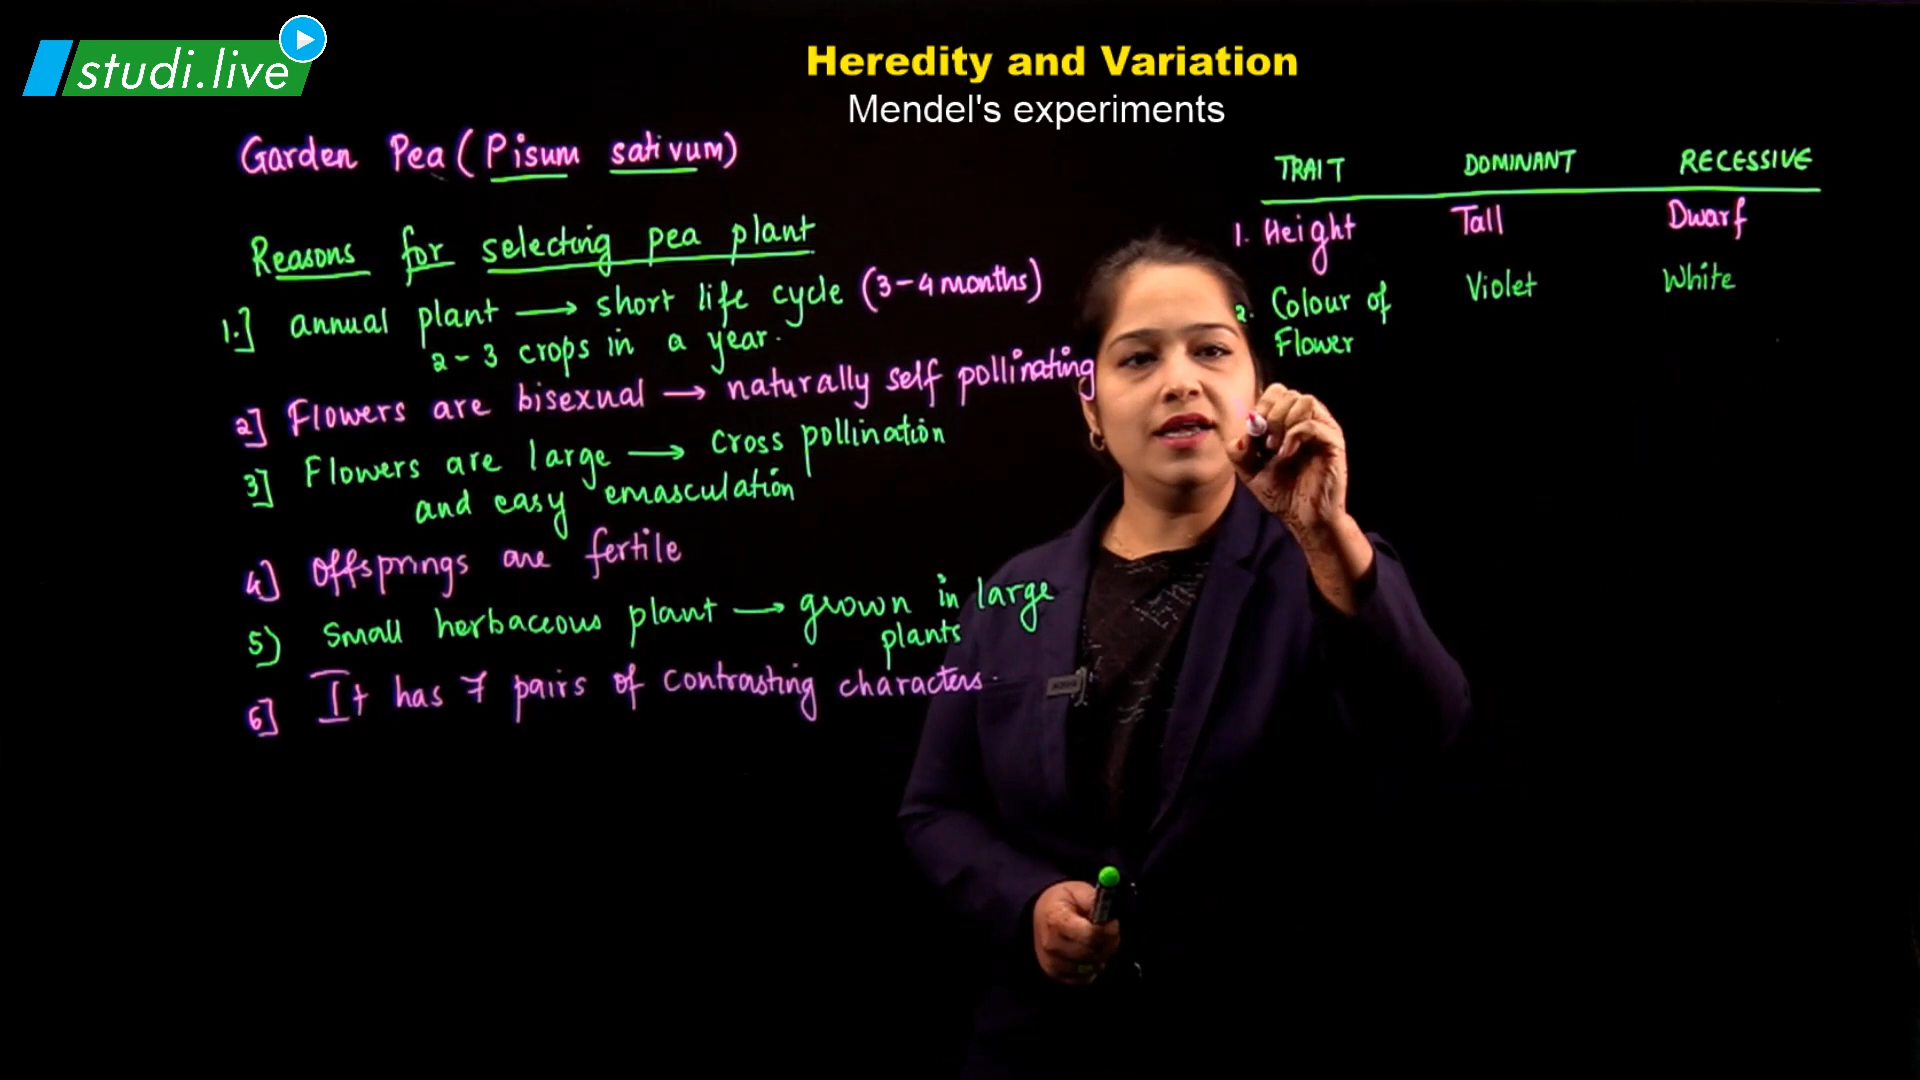 studi.live
Heredity and Variation
Mendel's experiments
Garden Pea (Pisum sativum)
Reasons for selecting pea plant
1.] annual plant → short life cycle (3-4 months)
2-3 crops in a year.
2] Flowers are bisexual → naturally self pollinating
3] Flowers are large → cross pollination
and easy emasculation
4] Offsprings are fertile
5) Small herbaceous plant → grown in large
plants
6] It has 7 pairs of contrasting characters.
TRAIT DOMINANT RECESSIVE
1. Height Tall Dwarf
2. Colour of Violet White
Flower